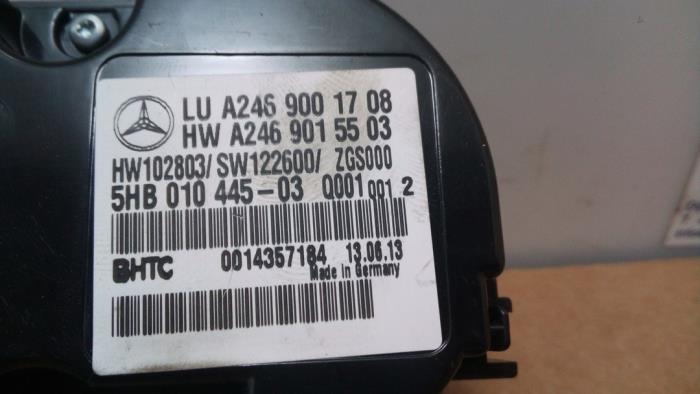 LU A246 900 17 08
HW A246 901 55 03
HW102803/ SW122600/ ZGS000
5HB 010 445-03 0001 001 2
BHTC 0014357184 13.06.13
Made in Germany